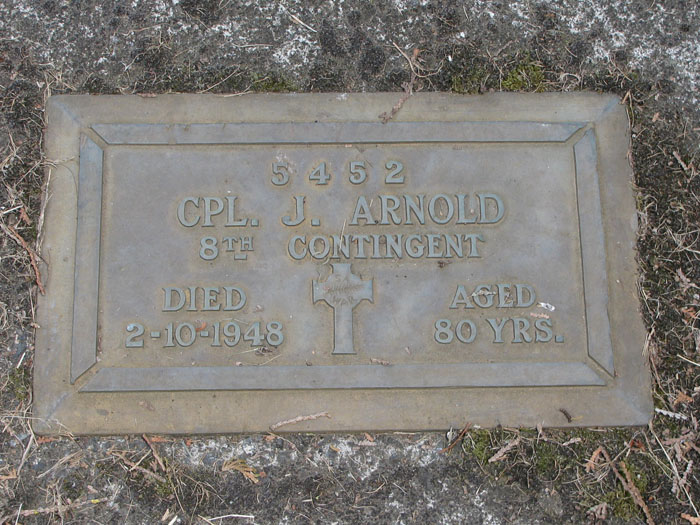 5452
CPL. J. ARNOLD
8TH CONTINGENT
DIED
2-10-1948
AGED
80 YRS.